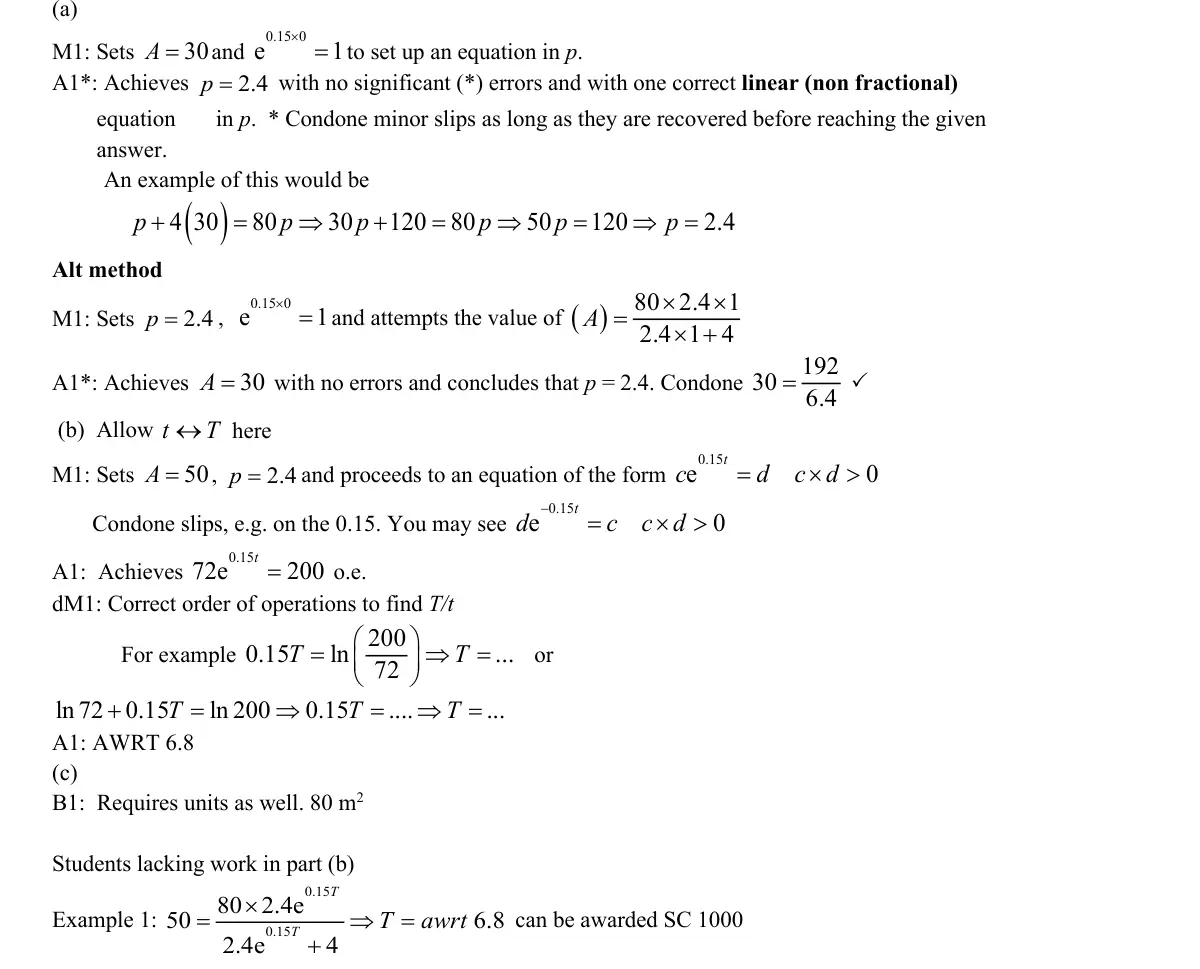 (a)
M1: Sets A = 30 and e^{0.15×0} = 1 to set up an equation in p.
A1*: Achieves p = 2.4 with no significant (*) errors and with one correct linear (non fractional)
equation in p. * Condone minor slips as long as they are recovered before reaching the given
answer.
An example of this would be
p + 4(30) = 80p ⇒ 30p + 120 = 80p ⇒ 50p = 120 ⇒ p = 2.4
Alt method
M1: Sets p = 2.4 , e^{0.15×0} = 1 and attempts the value of (A) = \frac{80×2.4×1}{2.4×1+4}
A1*: Achieves A = 30 with no errors and concludes that p = 2.4. Condone 30 = \frac{192}{6.4} ✓
(b) Allow t ↔ T here
M1: Sets A = 50, p = 2.4 and proceeds to an equation of the form ce^{0.15t} = d c × d > 0
Condone slips, e.g. on the 0.15. You may see de^{−0.15t} = c c × d > 0
A1: Achieves 72e^{0.15t} = 200 o.e.
dM1: Correct order of operations to find T/t
For example 0.15T = ln(\frac{200}{72}) ⇒ T = ... or
ln 72 + 0.15T = ln 200 ⇒ 0.15T = .... ⇒ T = ...
A1: AWRT 6.8
(c)
B1: Requires units as well. 80 m²
Students lacking work in part (b)
Example 1: 50 = \frac{80×2.4e^{0.15T}}{2.4e^{0.15T}+4} ⇒ T = awrt 6.8 can be awarded SC 1000